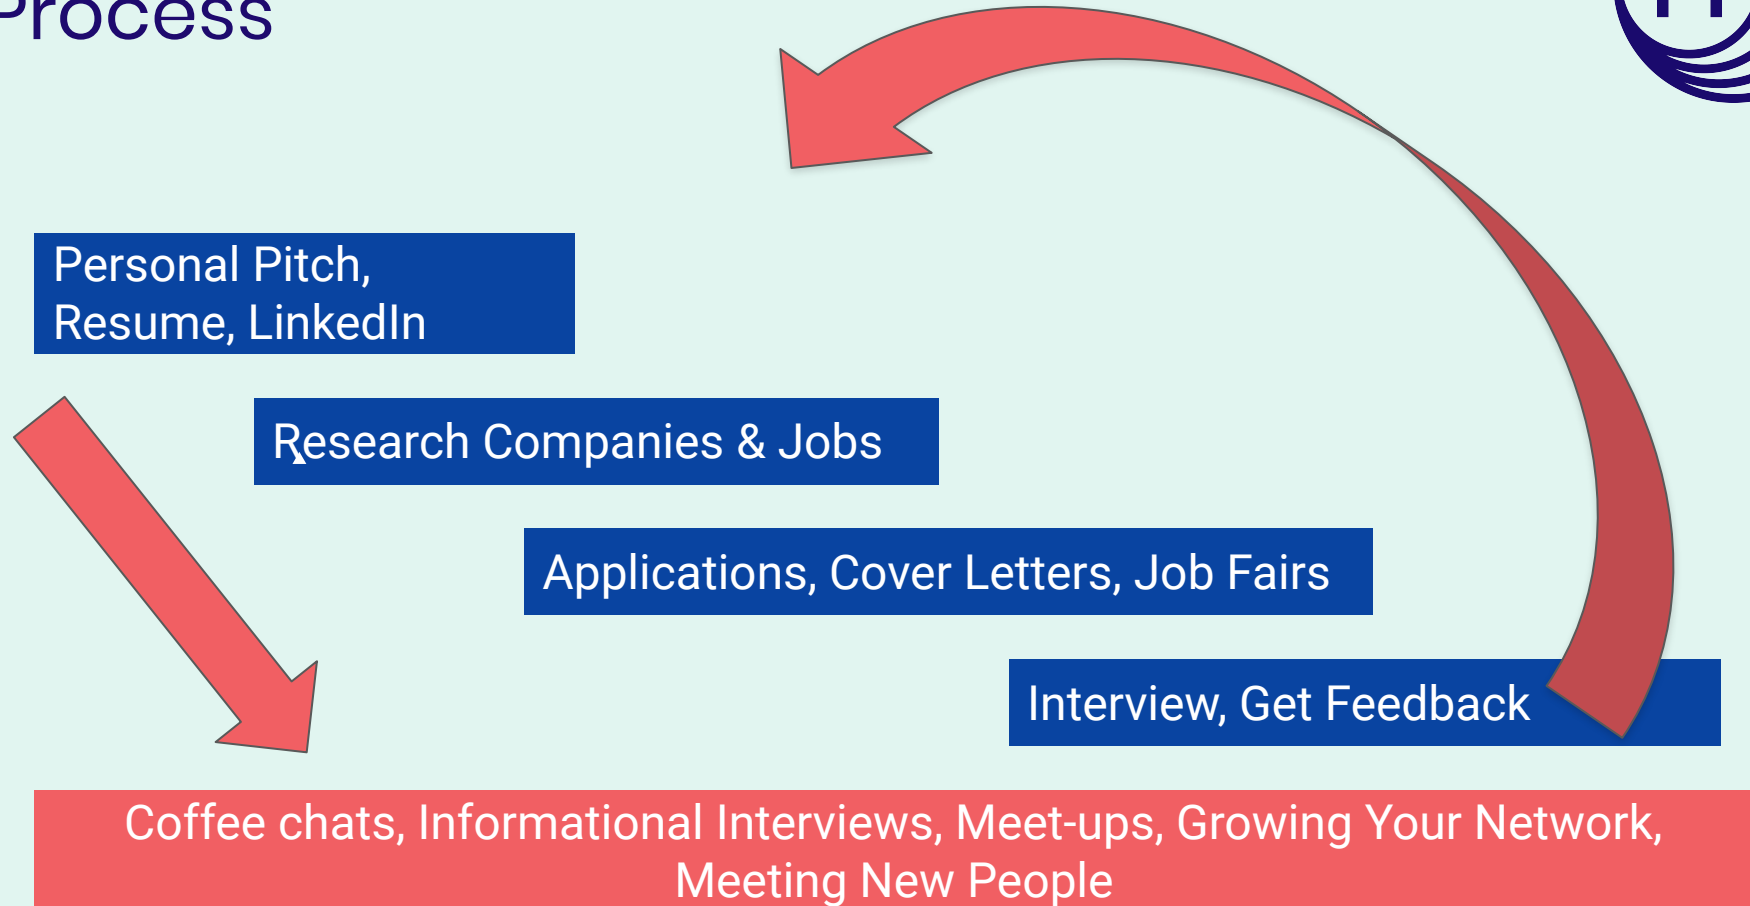 Process
Personal Pitch,
Resume, LinkedIn
Research Companies & Jobs
Applications, Cover Letters, Job Fairs
Interview, Get Feedback
Coffee chats, Informational Interviews, Meet-ups, Growing Your Network,
Meeting New People